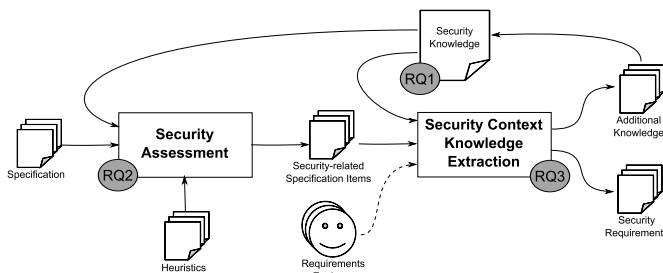 Security
Knowledge
RQ1
Security
Assessment
RQ2
Specification
Heuristics
Security-related
Specification Items
Security Context
Knowledge
Extraction
RQ3
Additional
Knowledge
Security
Requirement
Requirements